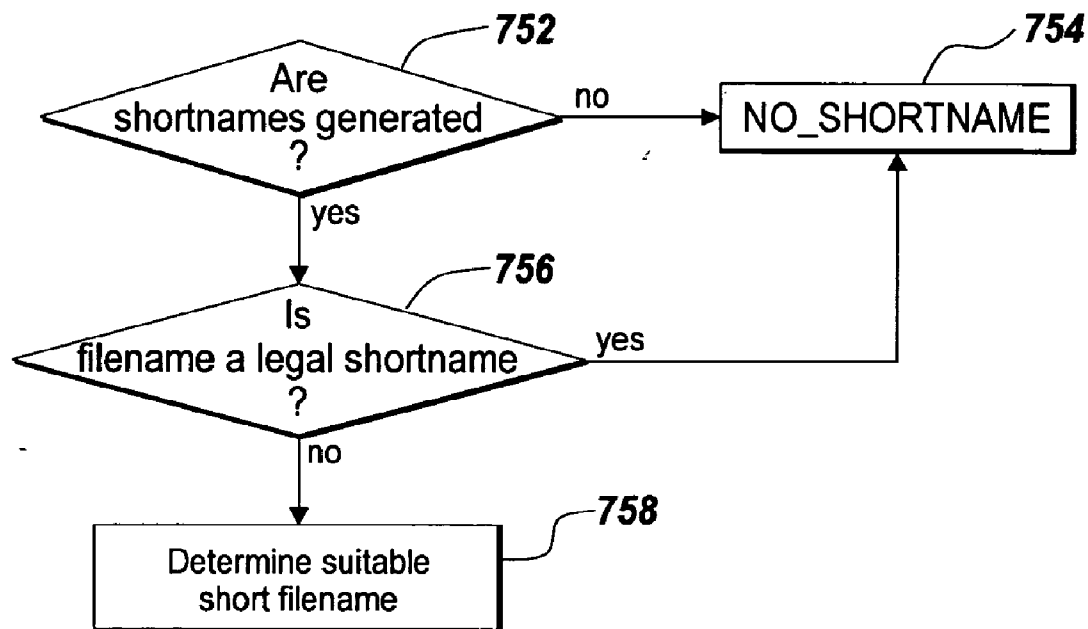 752
Are
shortnames generated
?
no
754
NO_SHORTNAME
yes
756
Is
filename a legal shortname
?
yes
no
758
Determine suitable
short filename